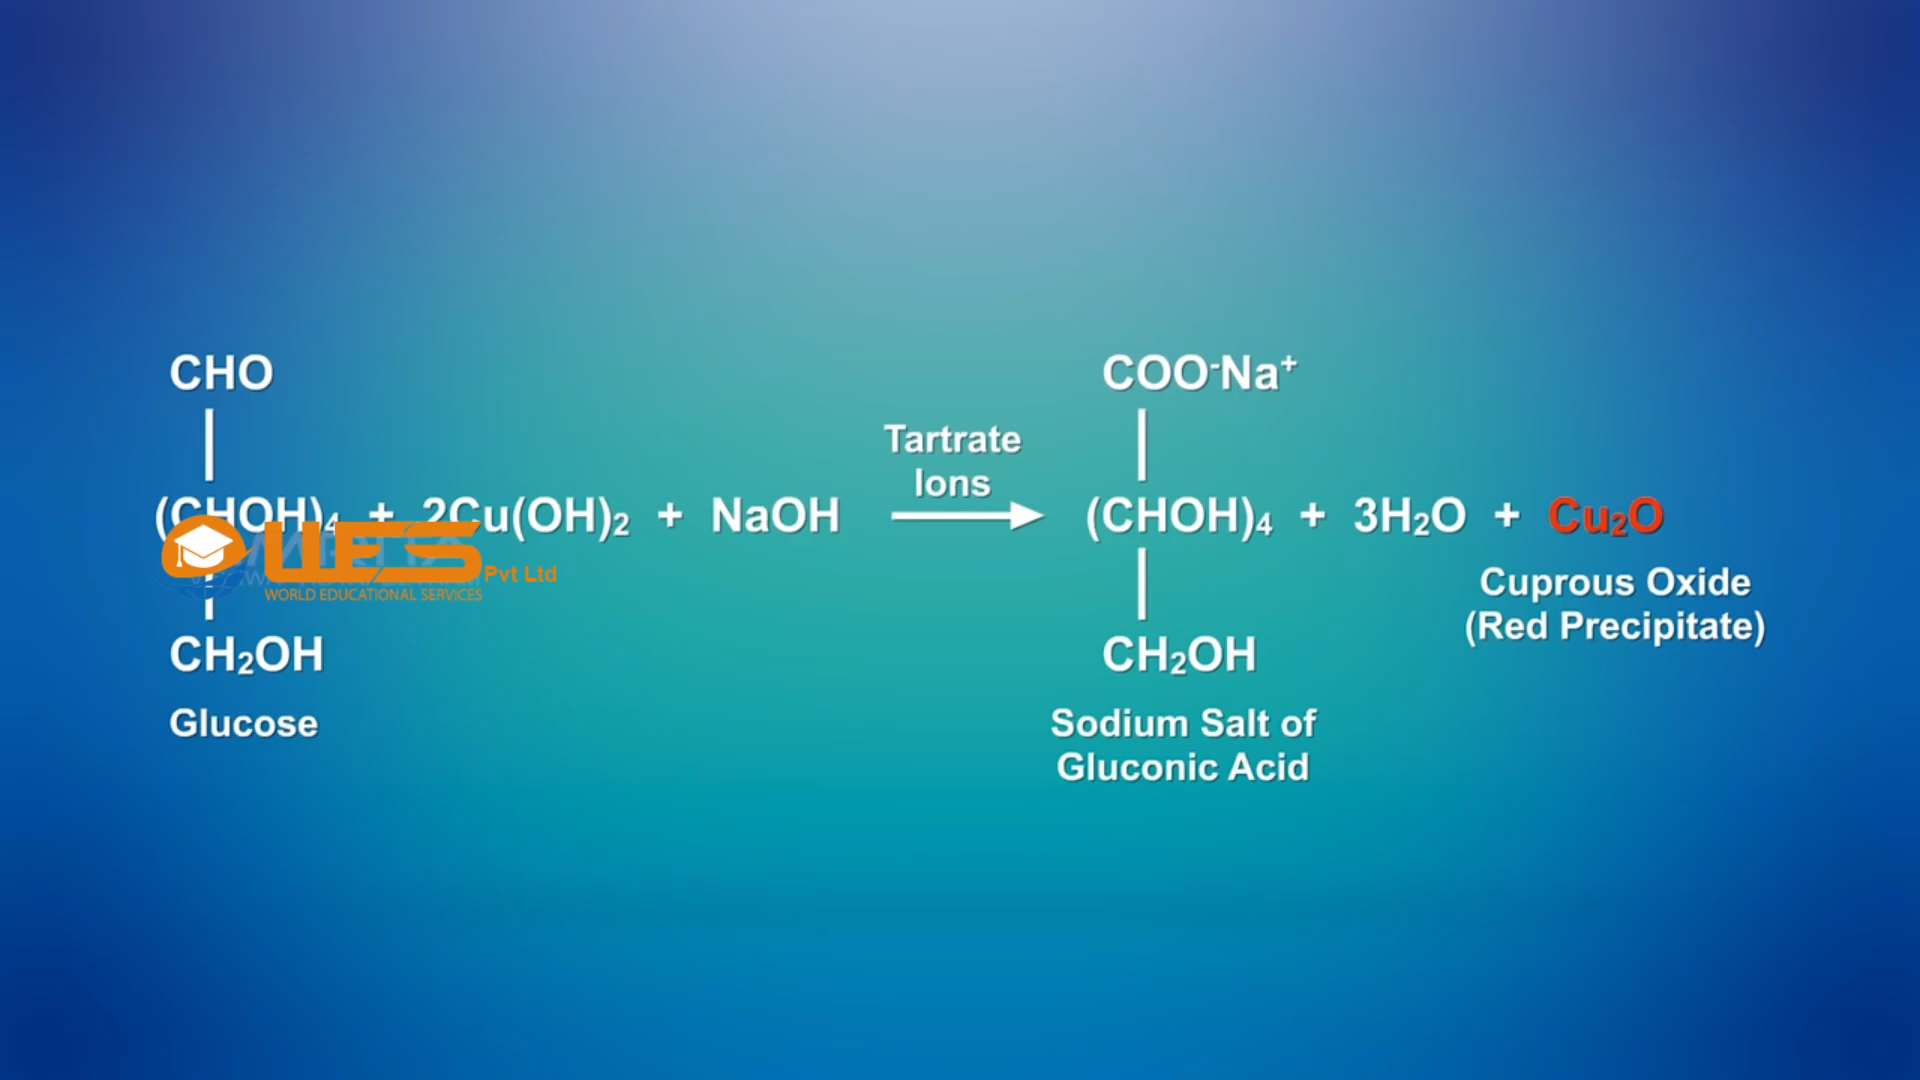 CHO
(CHOH)₄ + 2Cu(OH)₂ + NaOH
CH₂OH
Glucose
Tartrate
Ions
COO⁻Na⁺
(CHOH)₄ + 3H₂O + Cu₂O
CH₂OH
Sodium Salt of
Gluconic Acid
Cuprous Oxide
(Red Precipitate)
WES Pvt Ltd
WORLD EDUCATIONAL SERVICES